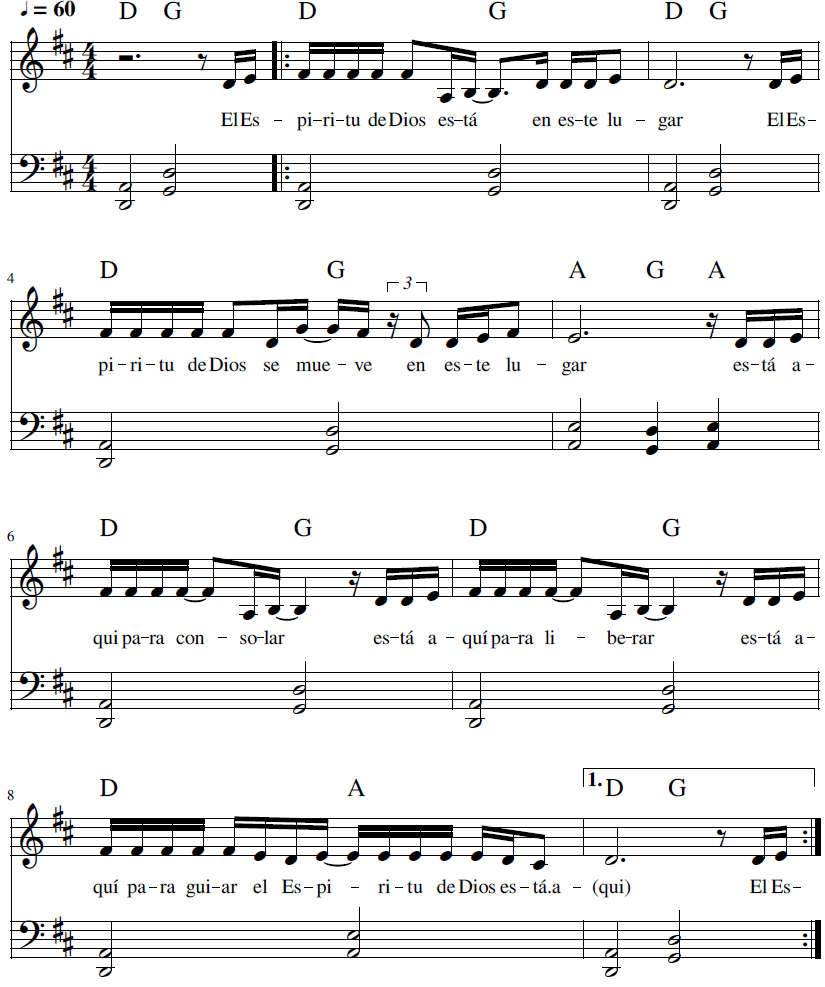 ♩ = 60 D G D G D G
El Es – pi–ri–tu de Dios es–tá en es–te lu – gar El Es–
4 D G 3 A G A
pi–ri–tu de Dios se mue – ve en es–te lu – gar es–tá a–
6 D G D G
qui pa–ra con – so–lar es–tá a – quí pa–ra li – be–rar es–tá a–
8 D A 1. D G
quí pa–ra gui–ar el Es–pi – ri–tu de Dios es–tá.a – (qui) El Es–